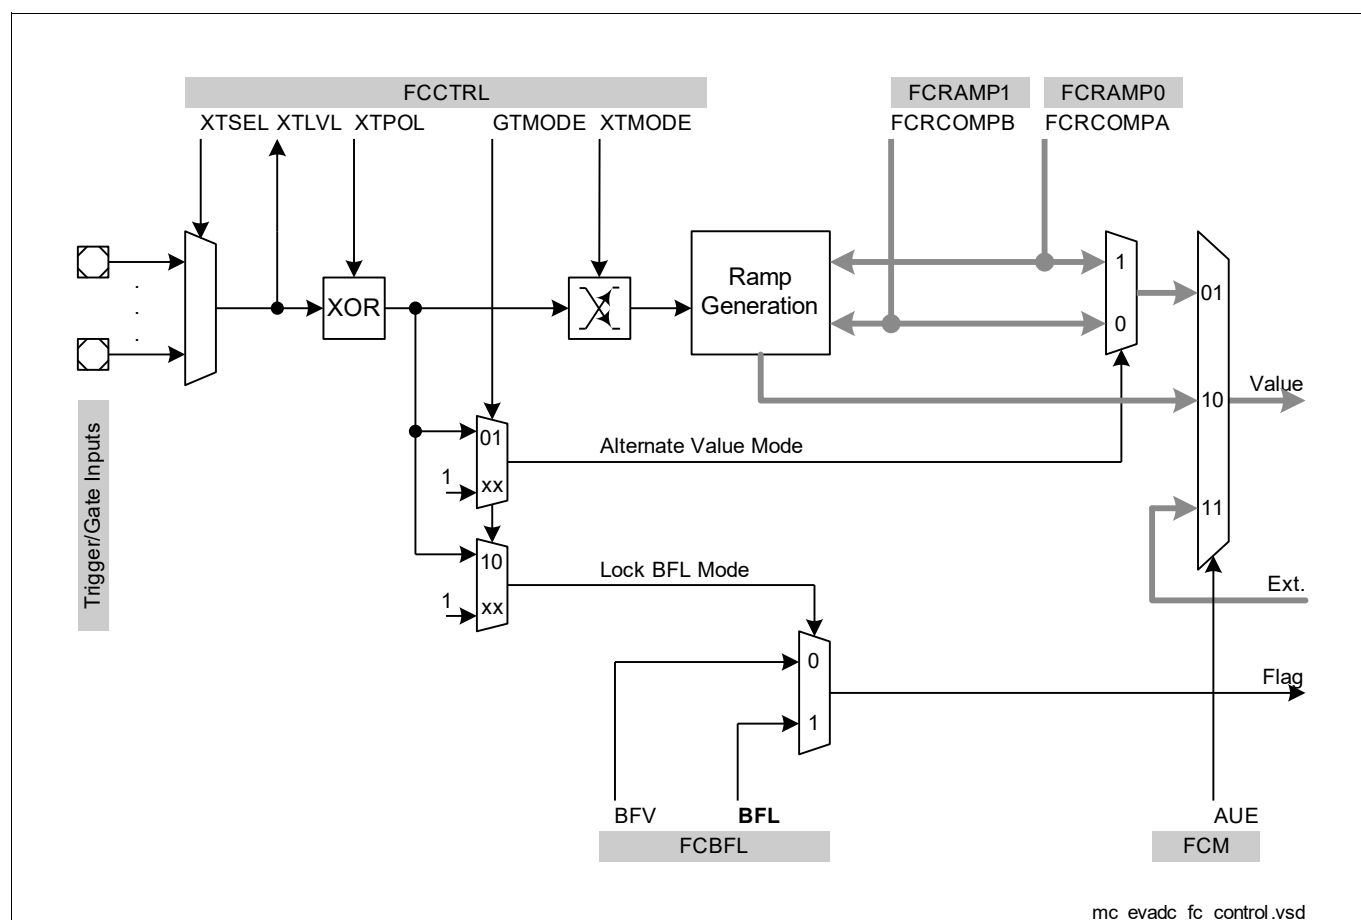 FCCTRL
FCRAMP1
FCRAMP0
XTSEL XTLVL XTPOL
GTMODE XTMODE
FCRCOMPB
FCRCOMPA
XOR
Ramp
Generation
1
0
01
10
11
Value
Trigger/Gate Inputs
01
xx
1
Alternate Value Mode
10
xx
1
Lock BFL Mode
Ext.
0
1
Flag
BFV
BFL
AUE
FCBFL
FCM
mc_evadc_fc_control.vsd